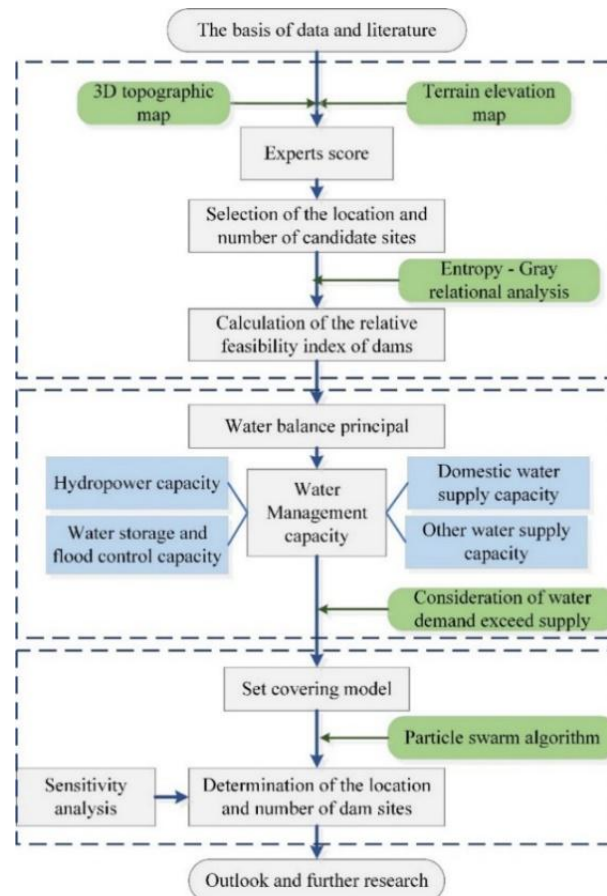 The basis of data and literature
3D topographic
map
Terrain elevation
map
Experts score
Selection of the location and
number of candidate sites
Entropy - Gray
relational analysis
Calculation of the relative
feasibility index of dams
Water balance principal
Hydropower capacity
Water storage and
flood control capacity
Water
Management
capacity
Domestic water
supply capacity
Other water supply
capacity
Consideration of water
demand exceed supply
Set covering model
Particle swarm algorithm
Sensitivity
analysis
Determination of the location
and number of dam sites
Outlook and further research